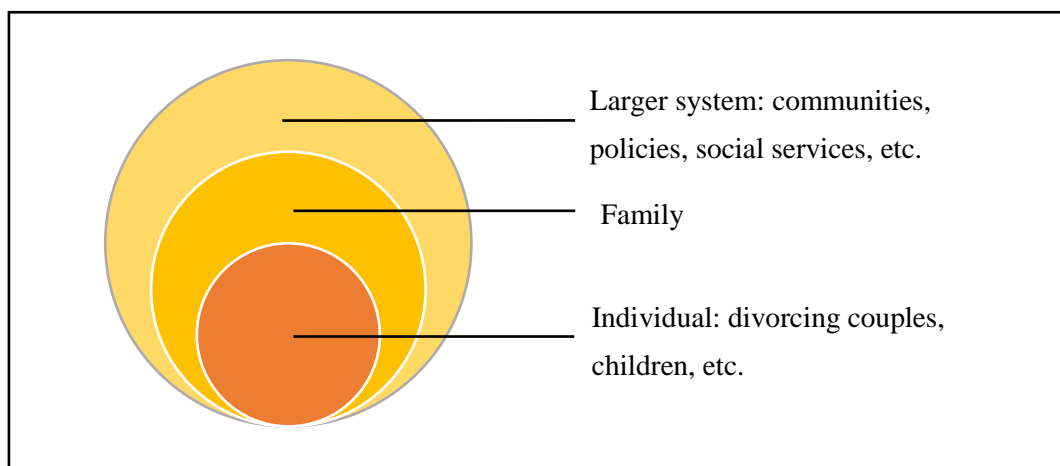 Larger system: communities,
policies, social services, etc.
Family
Individual: divorcing couples,
children, etc.